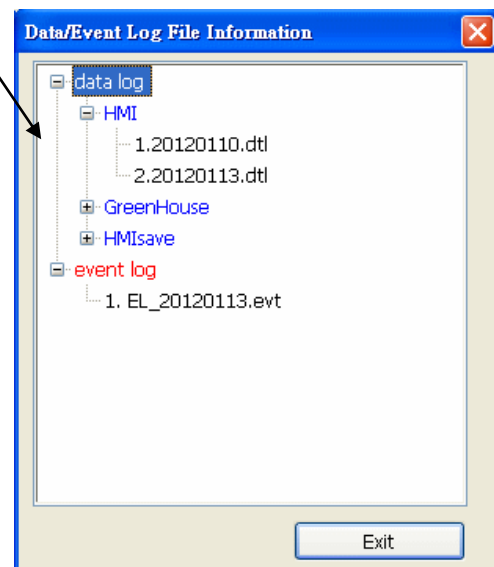 Data/Event Log File Information
data log
HMI
1.20120110.dtl
2.20120113.dtl
GreenHouse
HMIsave
event log
1. EL_20120113.evt
Exit